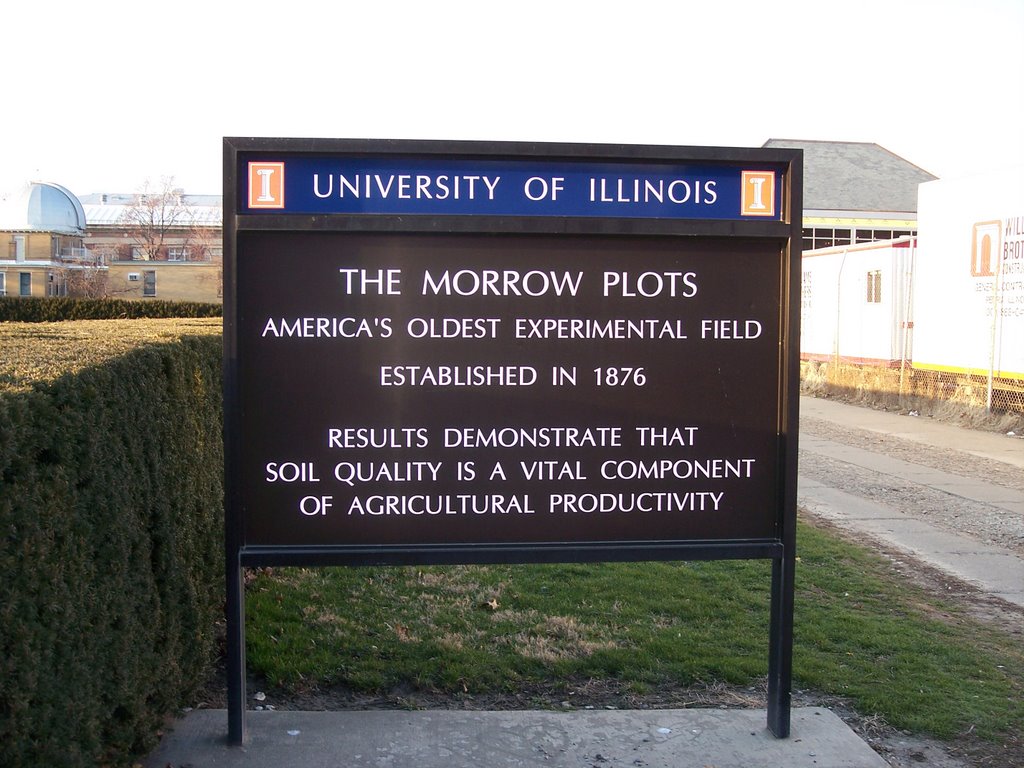 I UNIVERSITY OF ILLINOIS I
THE MORROW PLOTS
AMERICA'S OLDEST EXPERIMENTAL FIELD
ESTABLISHED IN 1876
RESULTS DEMONSTRATE THAT
SOIL QUALITY IS A VITAL COMPONENT
OF AGRICULTURAL PRODUCTIVITY